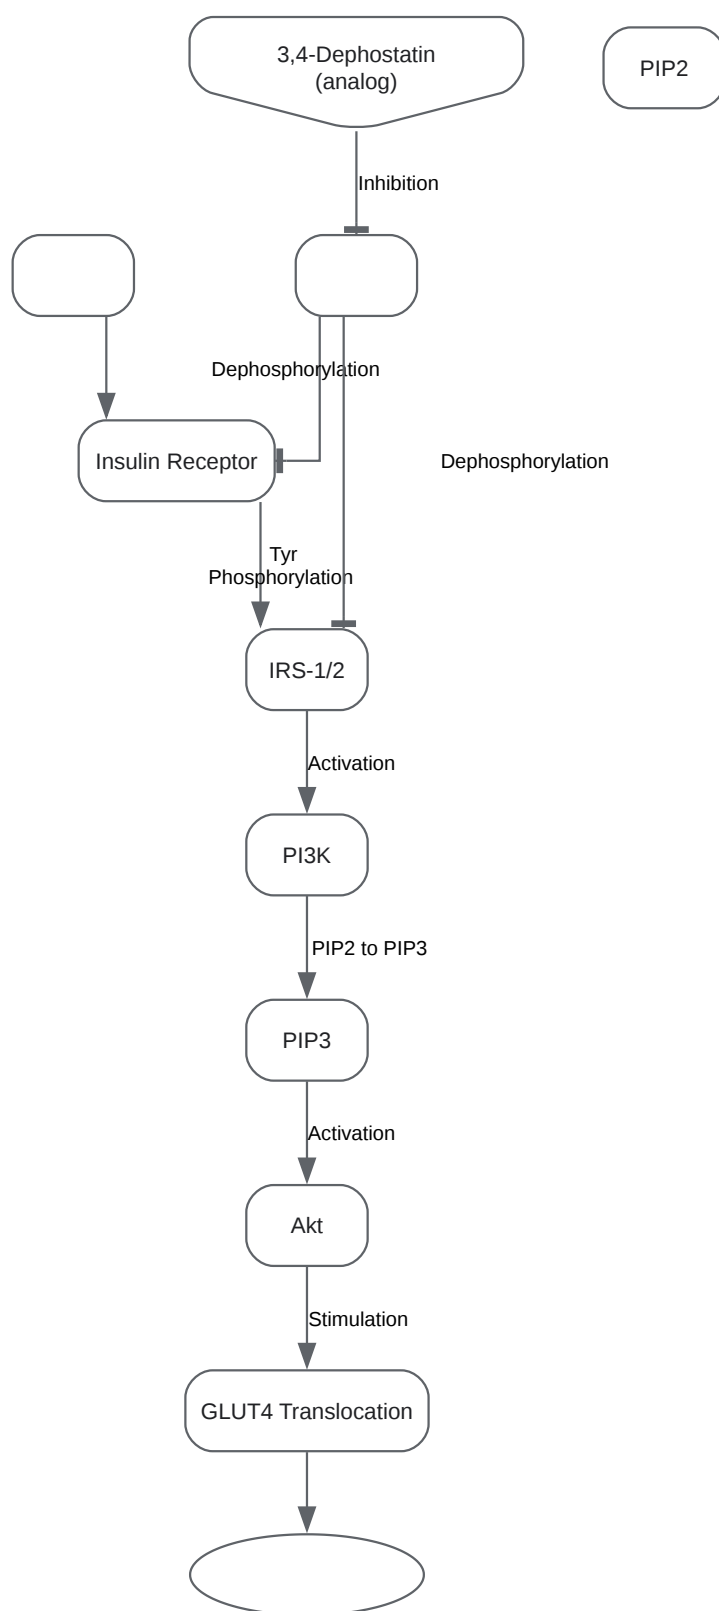 3,4-Dephostatin
(analog)
PIP2
Inhibition
Dephosphorylation
Insulin Receptor
Dephosphorylation
Tyr
Phosphorylation
IRS-1/2
Activation
PI3K
PIP2 to PIP3
PIP3
Activation
Akt
Stimulation
GLUT4 Translocation